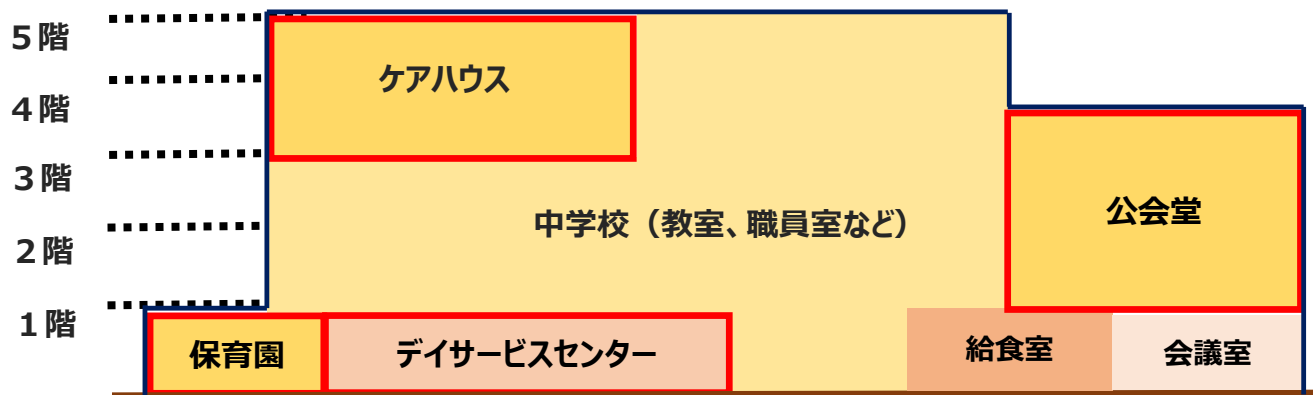 ５階
ケアハウス
４階
３階
中学校（教室、職員室など）
公会堂
２階
１階
保育園
デイサービスセンター
給食室
会議室